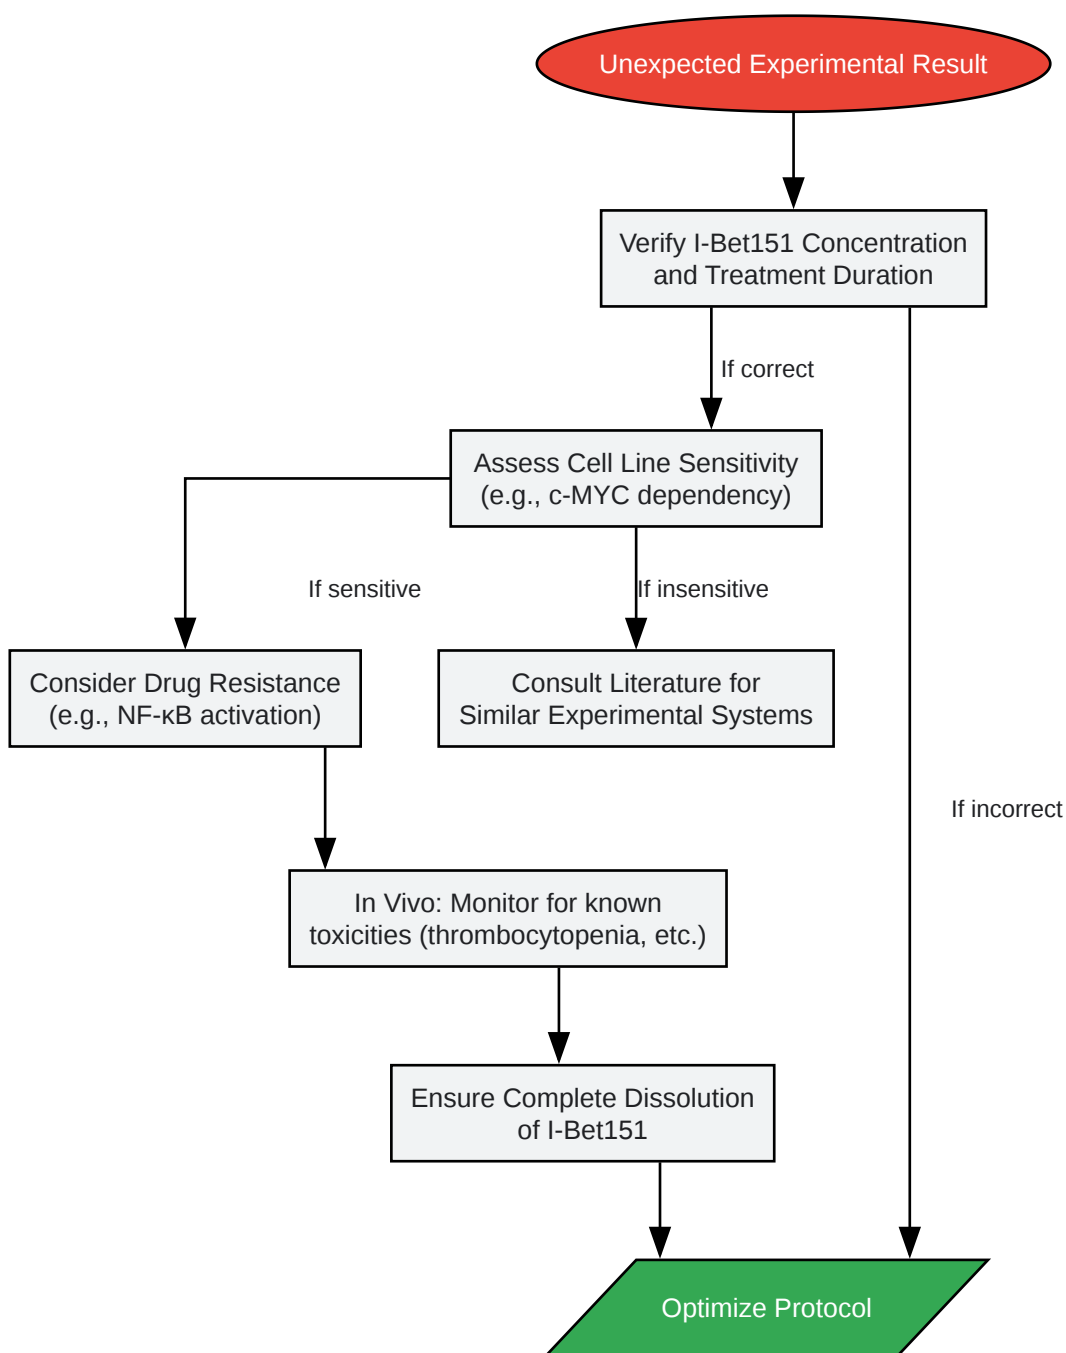 Unexpected Experimental Result
Verify I-Bet151 Concentration
and Treatment Duration
If correct
Assess Cell Line Sensitivity
(e.g., c-MYC dependency)
If sensitive
If insensitive
Consider Drug Resistance
(e.g., NF-κB activation)
Consult Literature for
Similar Experimental Systems
If incorrect
In Vivo: Monitor for known
toxicities (thrombocytopenia, etc.)
Ensure Complete Dissolution
of I-Bet151
Optimize Protocol